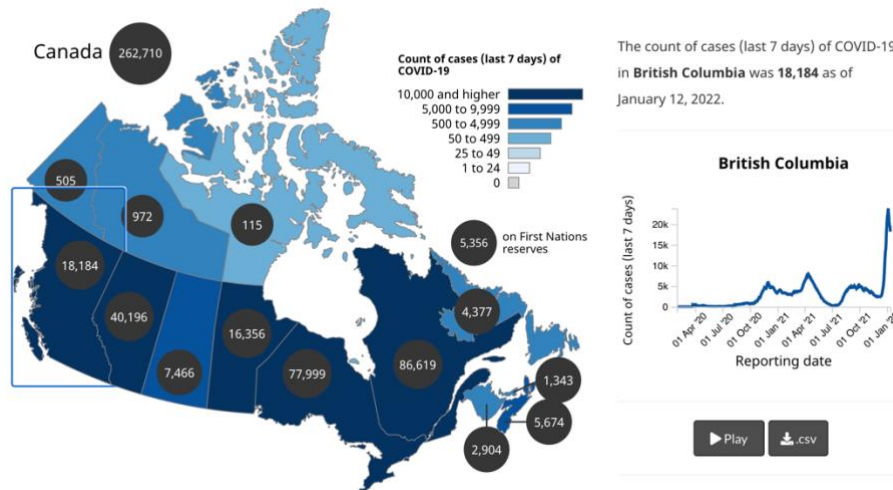 Canada
262,710
Count of cases (last 7 days) of
COVID-19
10,000 and higher
5,000 to 9,999
500 to 4,999
50 to 499
25 to 49
1 to 24
0
505
972
115
18,184
40,196
7,466
16,356
77,999
86,619
5,356
on First Nations
reserves
4,377
1,343
5,674
2,904
The count of cases (last 7 days) of COVID-19
in British Columbia was 18,184 as of
January 12, 2022.
British Columbia
Count of cases (last 7 days)
20k
15k
10k
5k
0
01 Apr '20
01 Jul '20
01 Oct '20
01 Jan '21
01 Apr '21
01 Jul '21
01 Oct '21
01 Jan '
Reporting date
Play
.csv